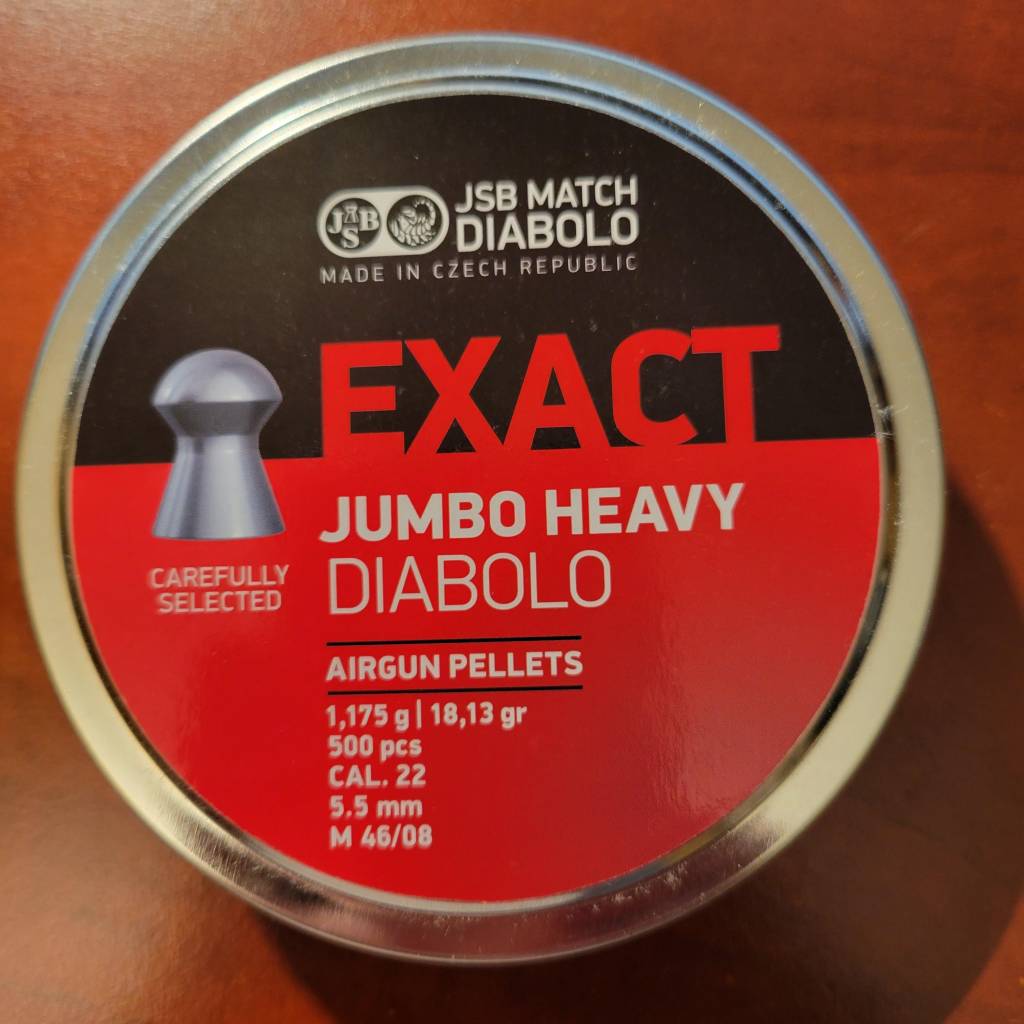 JSB
JSB MATCH
DIABOLO
MADE IN CZECH REPUBLIC
EXACT
JUMBO HEAVY
DIABOLO
CAREFULLY
SELECTED
AIRGUN PELLETS
1,175 g | 18,13 gr
500 pcs
CAL. 22
5.5 mm
M 46/08